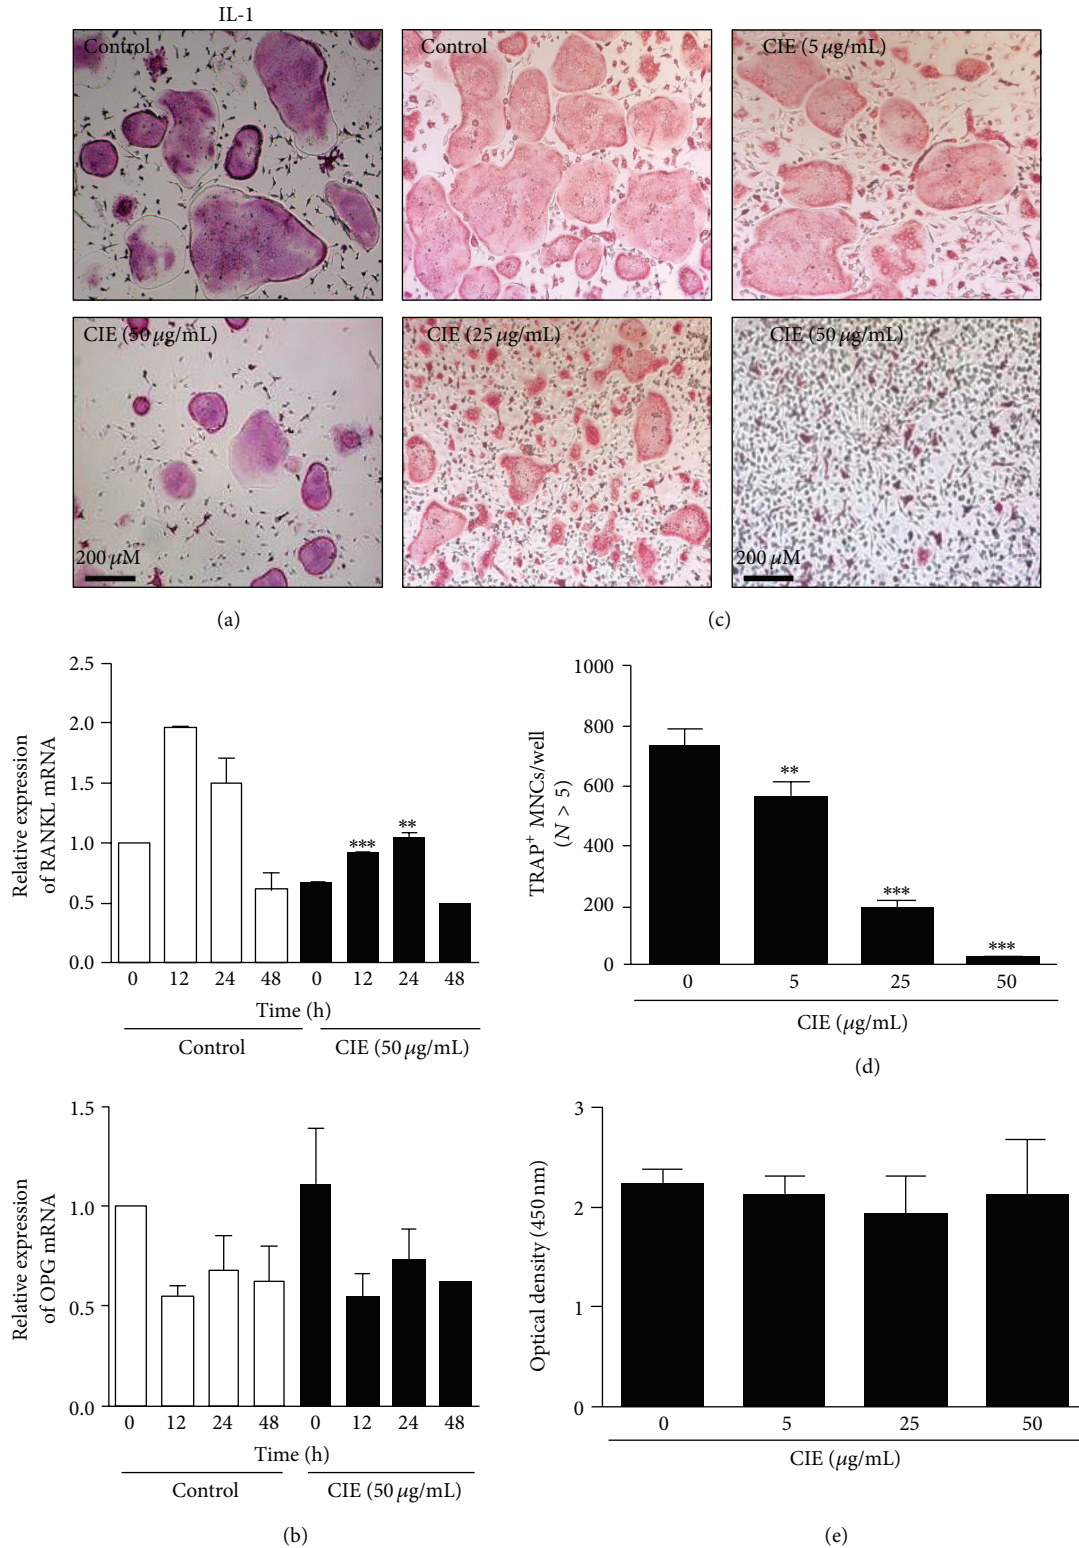 IL-1
Control
Control
CIE (5 µg/mL)
CIE (50 µg/mL)
CIE (25 µg/mL)
CIE (50 µg/mL)
200 µM
200 µM
(a)
(c)
Relative expression
of RANKL mRNA
2.5
2.0
1.5
1.0
0.5
0.0
*** **
0 12 24 48 0 12 24 48
Time (h)
Control CIE (50 µg/mL)
TRAP+ MNCs/well
(N > 5)
1000
800
600
400
200
0
**
***
***
0 5 25 50
CIE (µg/mL)
(d)
Relative expression
of OPG mRNA
1.5
1.0
0.5
0.0
0 12 24 48 0 12 24 48
Time (h)
Control CIE (50 µg/mL)
(b)
Optical density (450 nm)
3
2
1
0
0 5 25 50
CIE (µg/mL)
(e)